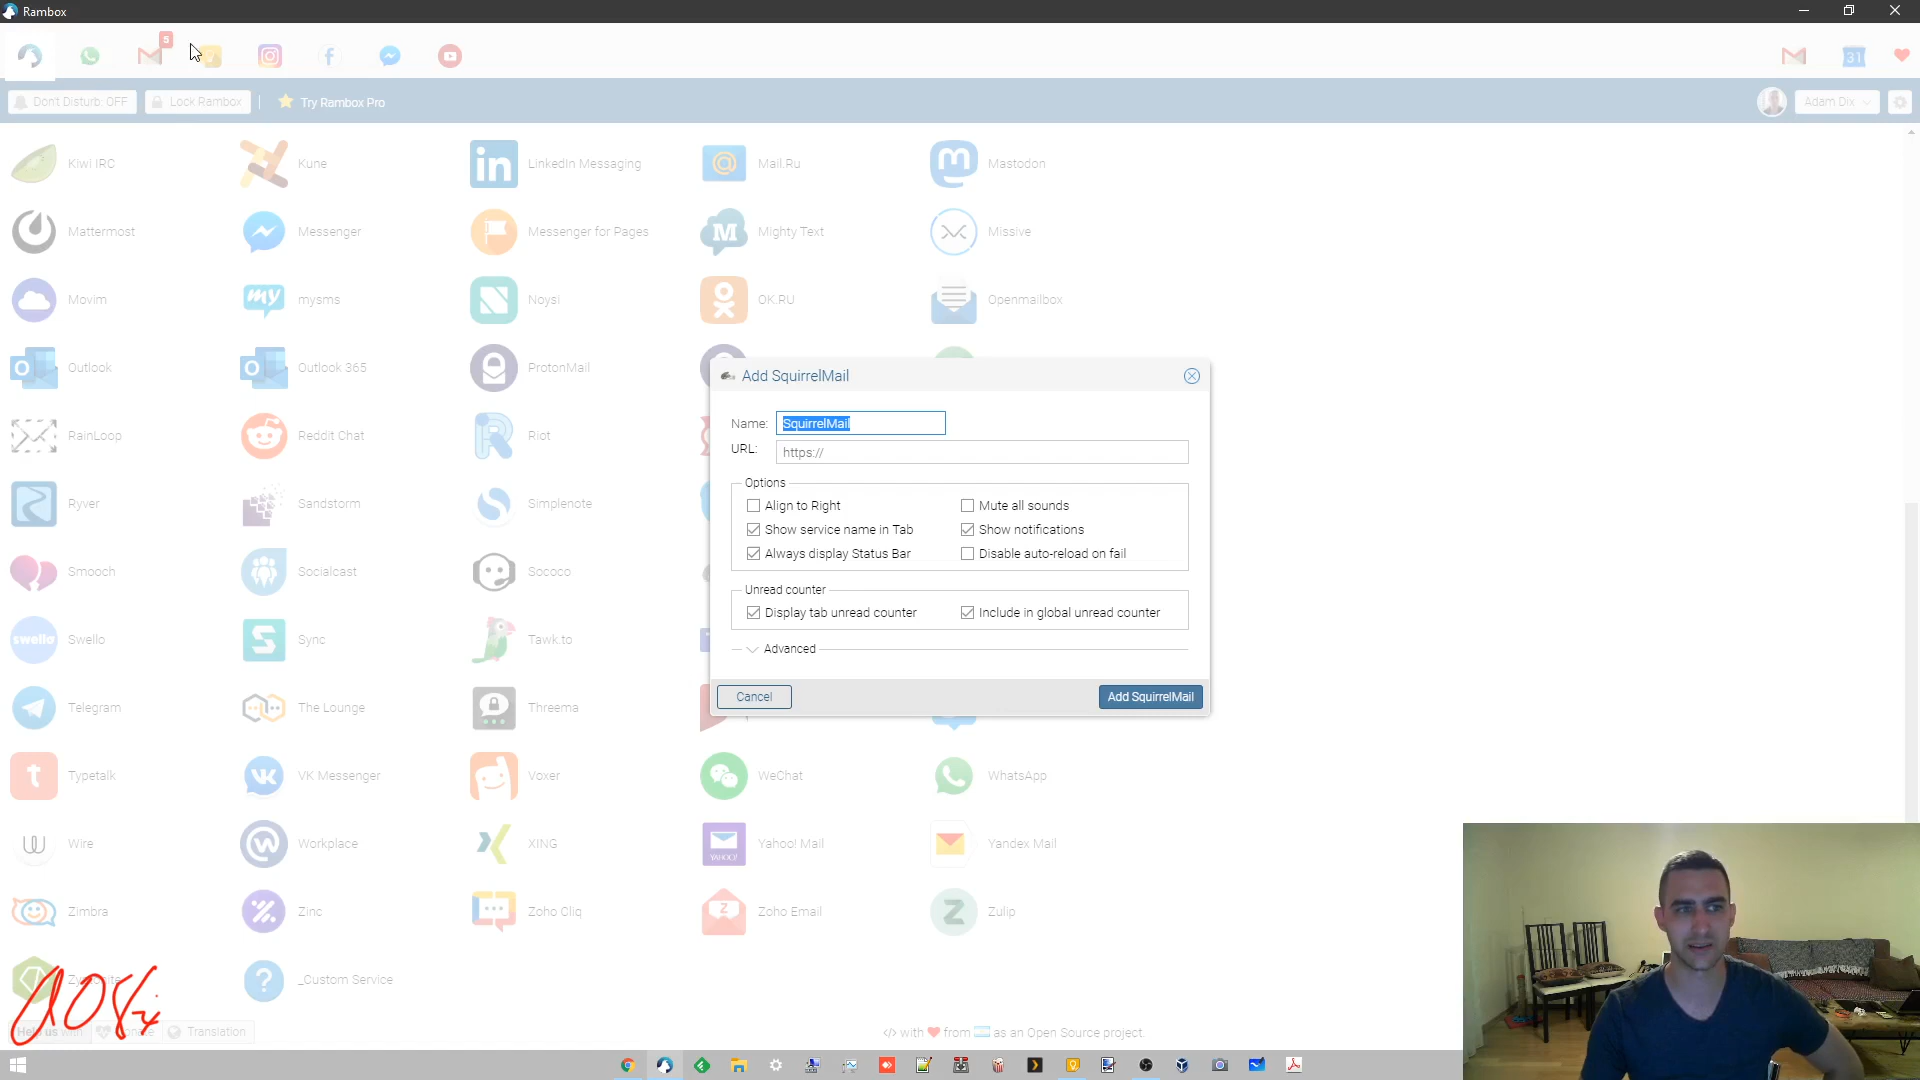 Rambox
5
31
Don't Disturb: OFF
Lock Rambox
Try Rambox Pro
Adam Dix
Kiwi IRC
Kune
LinkedIn Messaging
Mail.Ru
Mastodon
Mattermost
Messenger
Messenger for Pages
Mighty Text
Missive
Movim
mysms
Noysi
OK.RU
Openmailbox
Outlook
Outlook 365
ProtonMail
RainLoop
Reddit Chat
Riot
Ryver
Sandstorm
Simplenote
Smooch
Socialcast
Sococo
Swello
Sync
Tawk.to
Telegram
The Lounge
Threema
Typetalk
VK Messenger
Voxer
WeChat
WhatsApp
Wire
Workplace
XING
Yahoo! Mail
Yandex Mail
Zimbra
Zinc
Zoho Cliq
Zoho Email
Zulip
_Custom Service
Add SquirrelMail
Name: SquirrelMail
URL: https://
Options
Align to Right
Mute all sounds
Show service name in Tab
Show notifications
Always display Status Bar
Disable auto-reload on fail
Unread counter
Display tab unread counter
Include in global unread counter
Advanced
Cancel
Add SquirrelMail
Help us with
Translation
</> with ❤ from as an Open Source project.